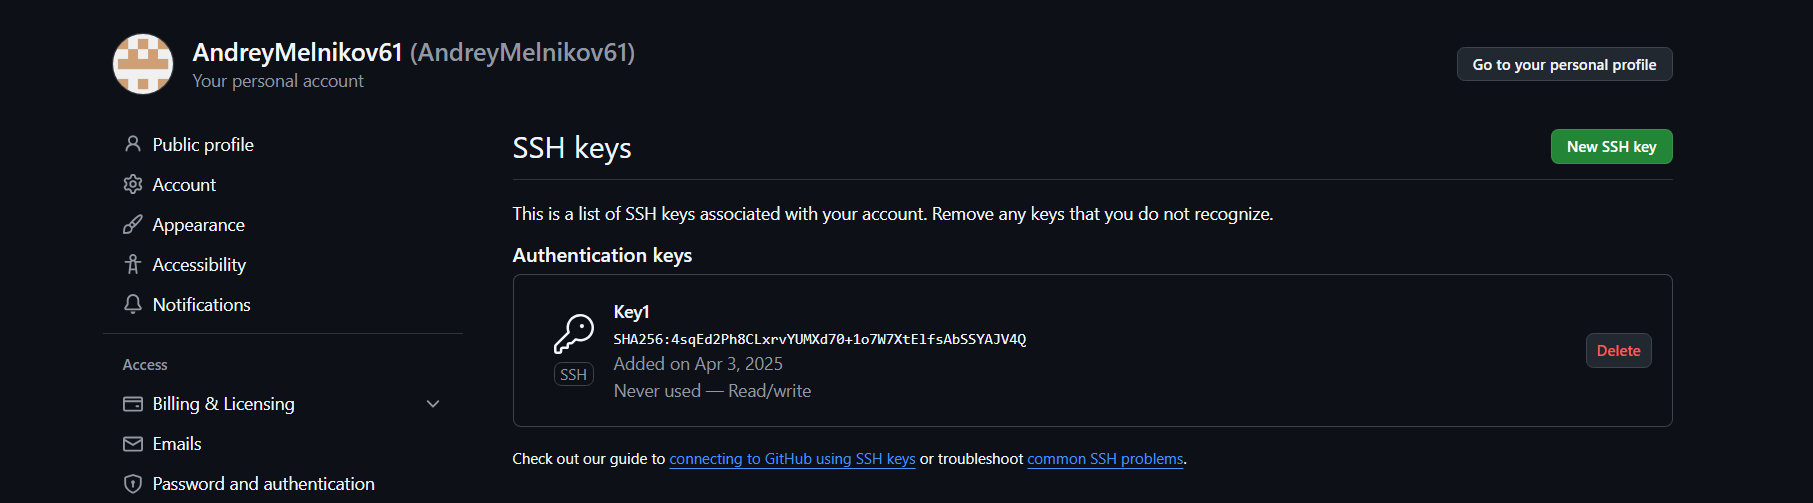 AndreyMelnikov61 (AndreyMelnikov61)
Your personal account
Go to your personal profile
Public profile
Account
Appearance
Accessibility
Notifications
Access
Billing & Licensing
Emails
Password and authentication
SSH keys
New SSH key
This is a list of SSH keys associated with your account. Remove any keys that you do not recognize.
Authentication keys
Key1
SHA256:4sqEd2Ph8CLxrvYUMXd70+1o7W7XtElfsAbSSYAJV4Q
SSH
Added on Apr 3, 2025
Never used — Read/write
Delete
Check out our guide to connecting to GitHub using SSH keys or troubleshoot common SSH problems.